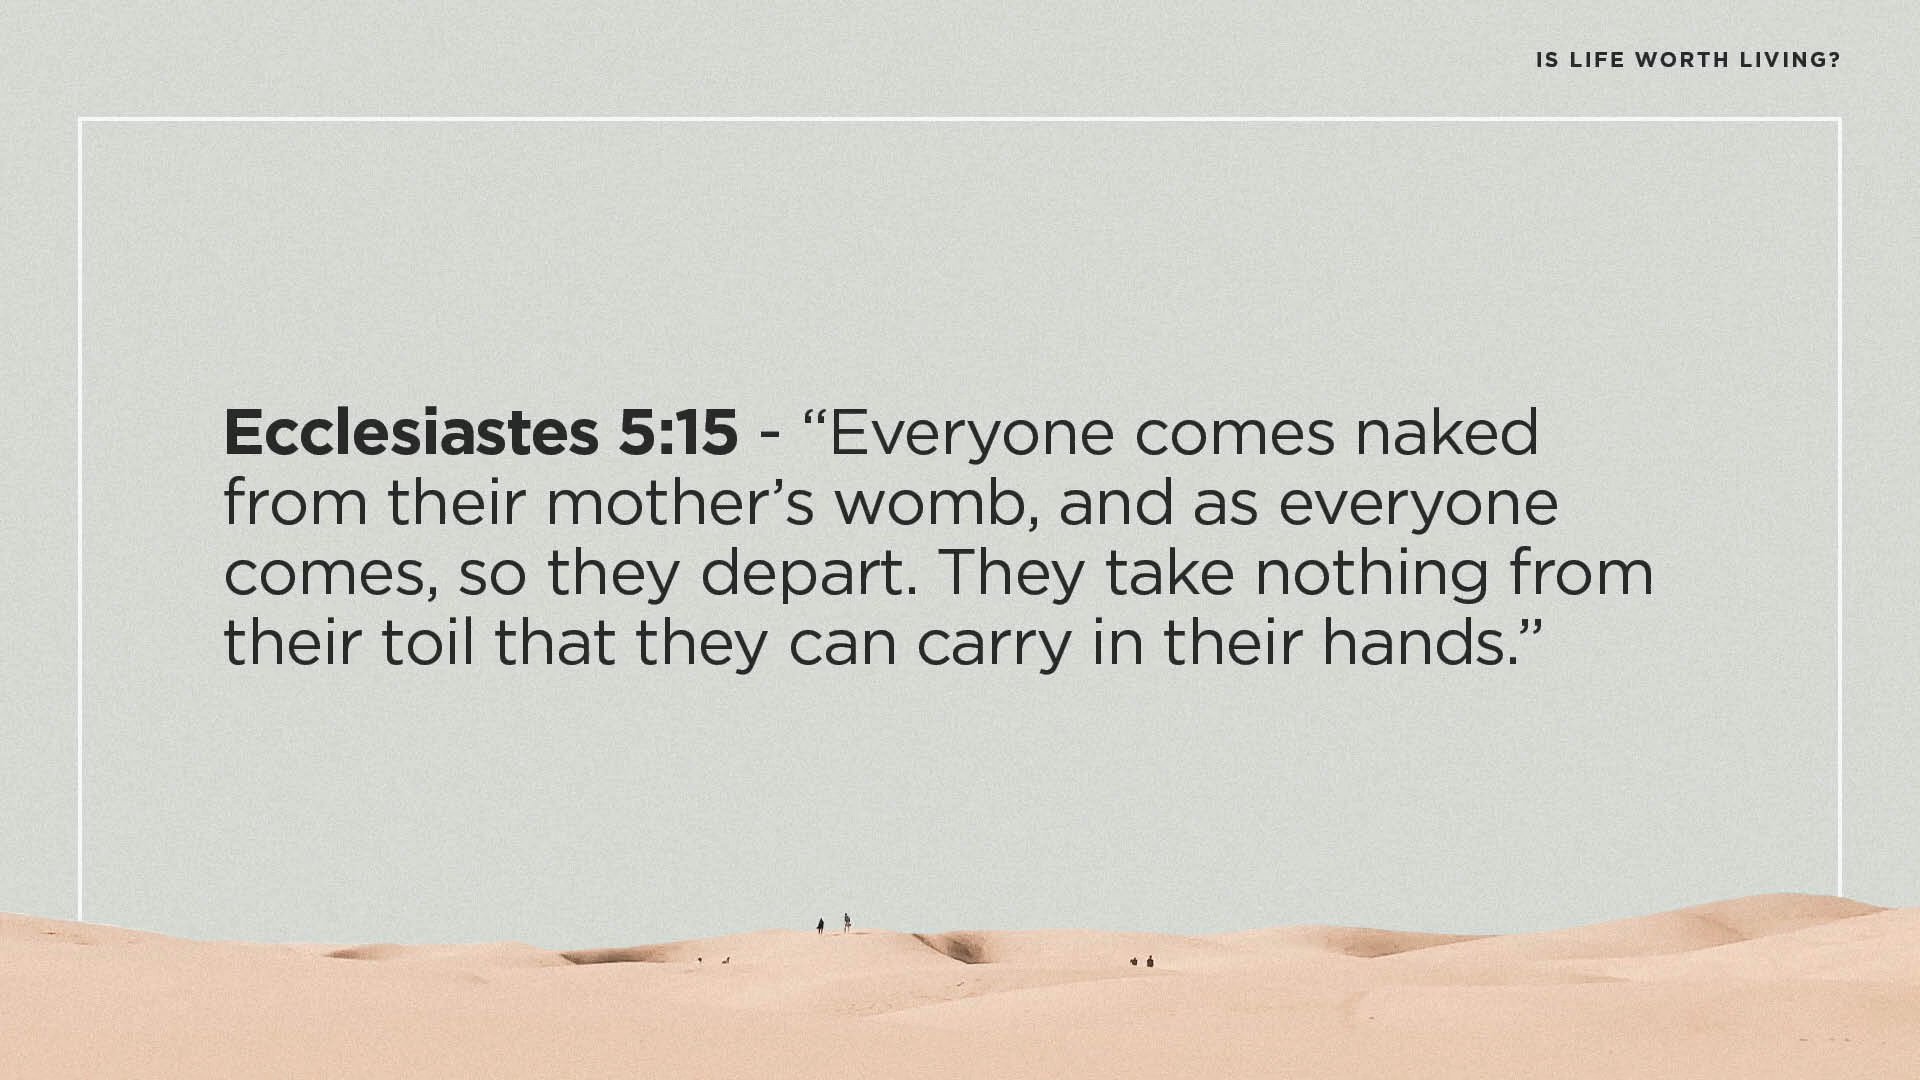 IS LIFE WORTH LIVING?
Ecclesiastes 5:15 - “Everyone comes naked
from their mother’s womb, and as everyone
comes, so they depart. They take nothing from
their toil that they can carry in their hands.”